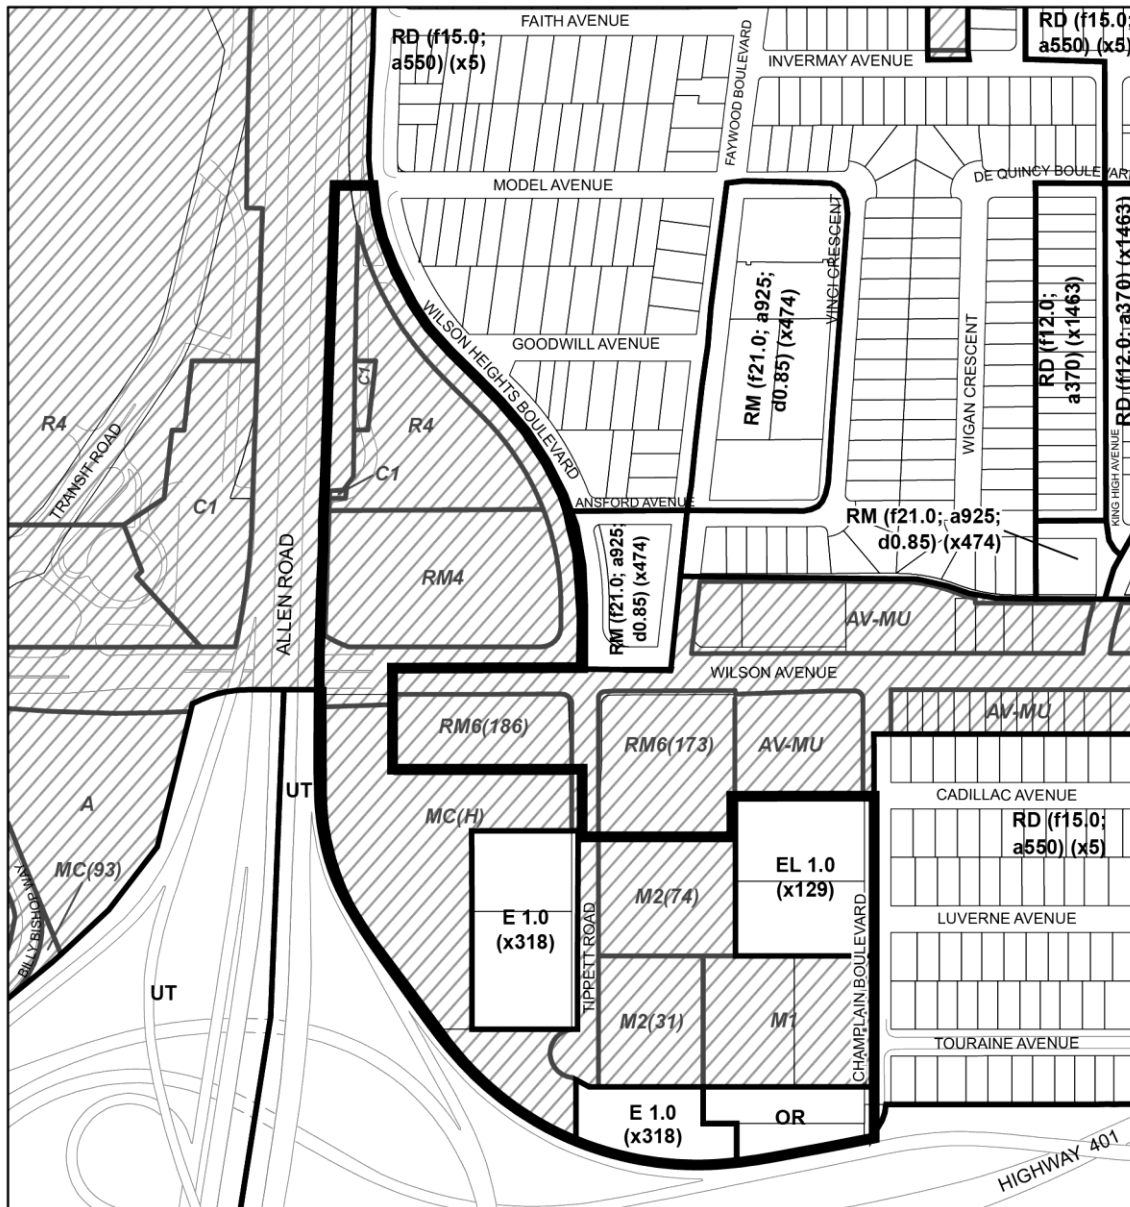 FAITH AVENUE
RD (f15.0;
a550) (x5)
RD (f15.0;
a550) (x5)
INVERMAY AVENUE
FAYWOOD BOULEVARD
MODEL AVENUE
DE QUINCY BOULEVARD
VINCI CRESCENT
RM (f21.0; a925;
d0.85) (x474)
RD (f12.0;
a370) (x1463)
RD (f12.0; a370) (x1463)
WILSON HEIGHTS BOULEVARD
GOODWILL AVENUE
WIGAN CRESCENT
KING HIGH AVENUE
C1
R4
R4
TRANSIT ROAD
C1
C1
ANSFORD AVENUE
RM (f21.0; a925;
d0.85) (x474)
ALLEN ROAD
RM4
RM (f21.0; a925;
d0.85) (x474)
AV-MU
WILSON AVENUE
RM6(186)
RM6(173)
AV-MU
AV-MU
UT
A
MC(H)
CADILLAC AVENUE
RD (f15.0;
a550) (x5)
MC(93)
BILLY BISHOP WAY
EL 1.0
(x129)
M2(74)
E 1.0
(x318)
TIPPETT ROAD
CHAMPLAIN BOULEVARD
LUVERNE AVENUE
UT
M2(31)
M1
TOURAINE AVENUE
E 1.0
(x318)
OR
HIGHWAY 401